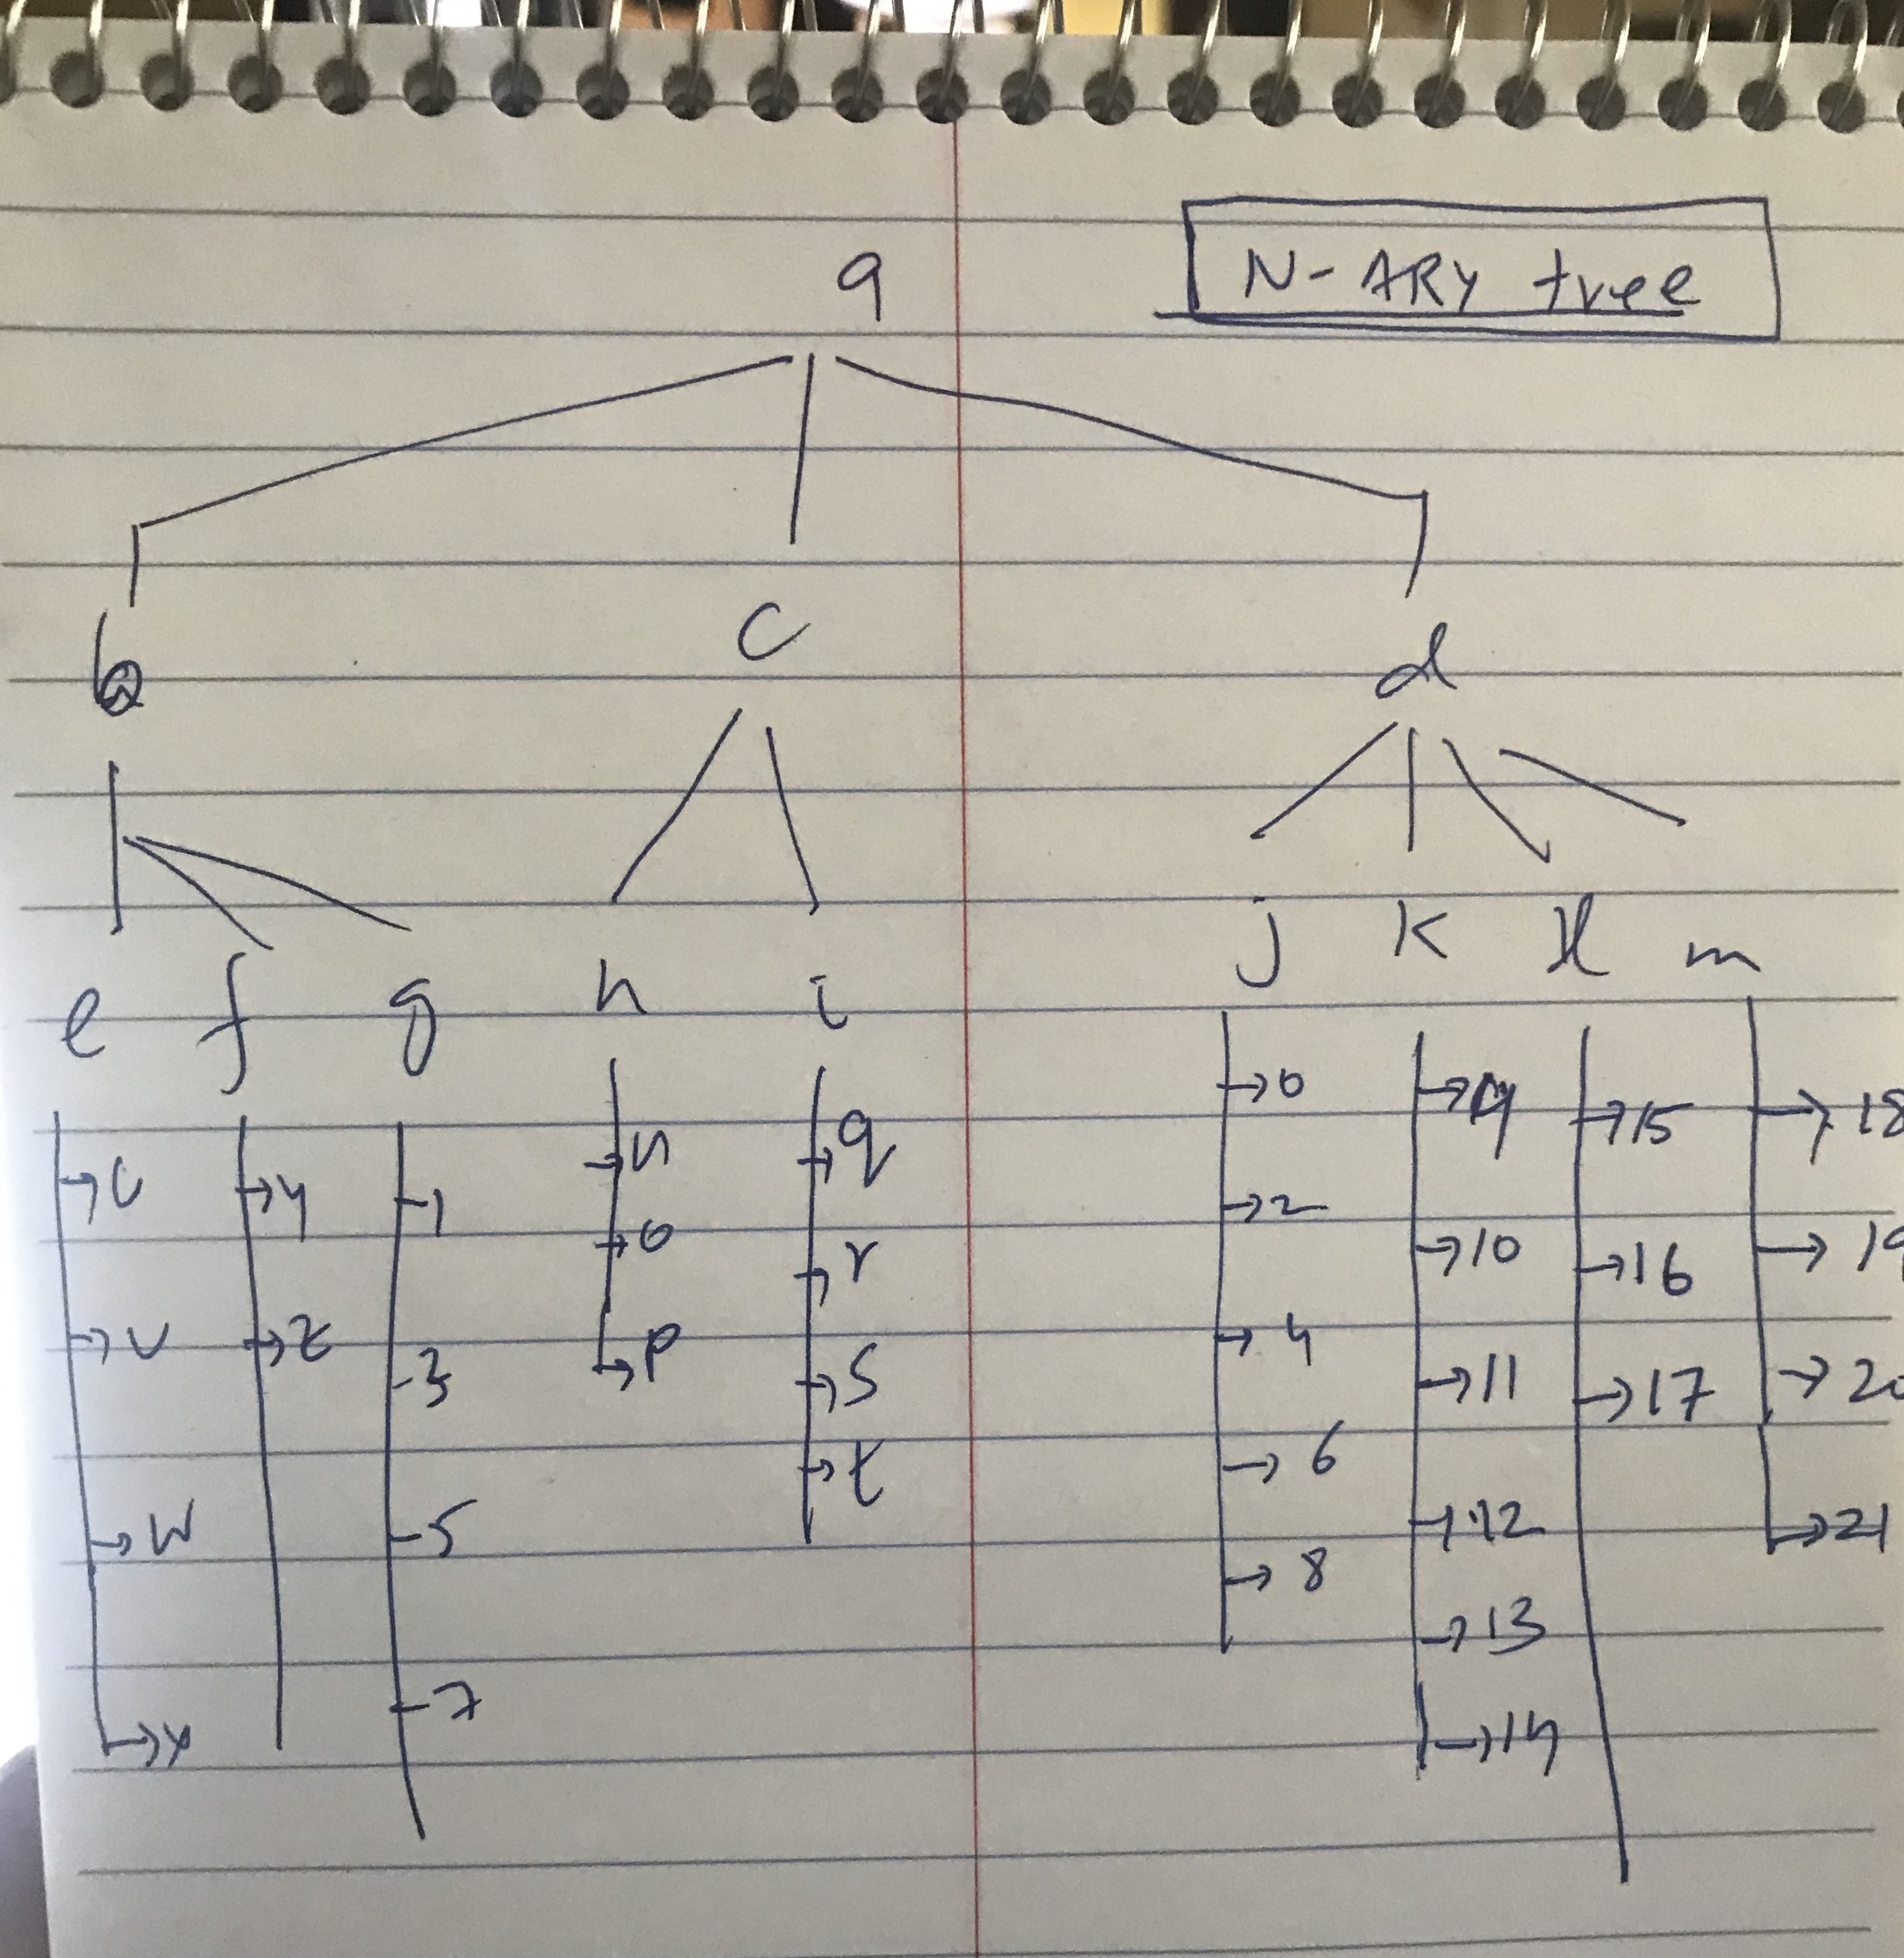 a
N-ARY tree
b c d
e f g h i j k l m
u y 1 n q 0 9 15 18
v z 3 o r 2 10 16 19
w 5 p s 4 11 17 20
x 7 t 6 12 21
8 13
14